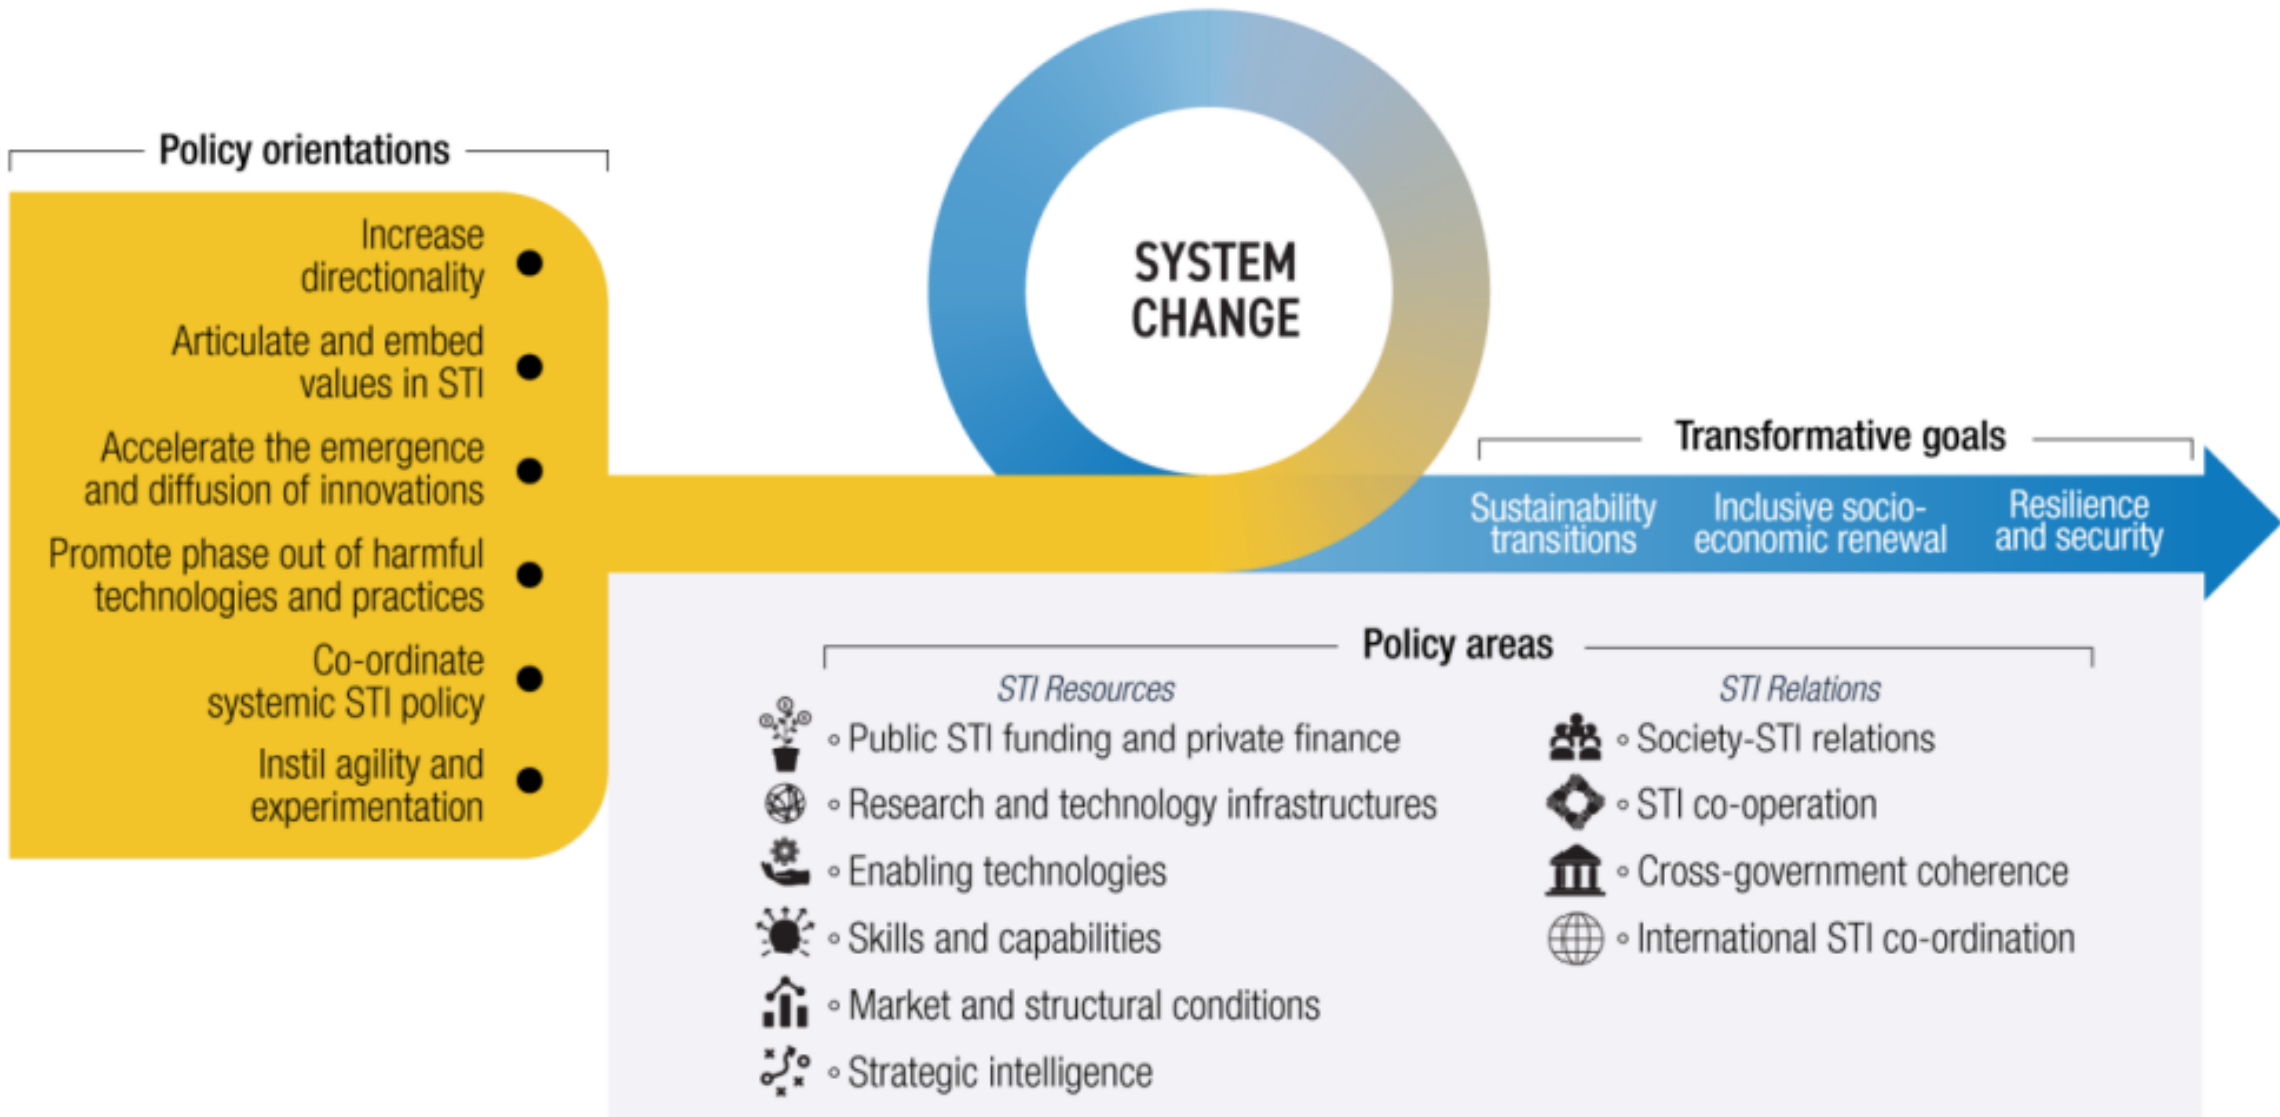 Policy orientations
Increase
directionality
Articulate and embed
values in STI
Accelerate the emergence
and diffusion of innovations
Promote phase out of harmful
technologies and practices
Co-ordinate
systemic STI policy
Instil agility and
experimentation
SYSTEM
CHANGE
Transformative goals
Sustainability
transitions
Inclusive socio-
economic renewal
Resilience
and security
Policy areas
STI Resources
Public STI funding and private finance
Research and technology infrastructures
Enabling technologies
Skills and capabilities
Market and structural conditions
Strategic intelligence
STI Relations
Society-STI relations
STI co-operation
Cross-government coherence
International STI co-ordination